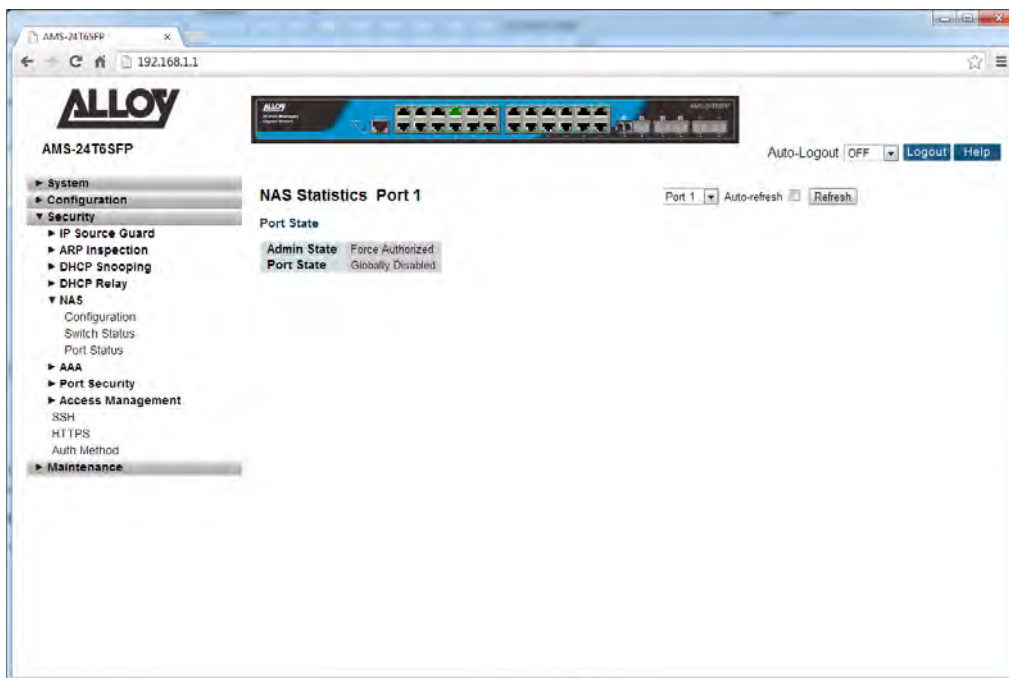 AMS-24T6SFP
192.168.1.1
ALLOY
ALLOY
AMS-24T6SFP
AMS-24T6SFP
Auto-Logout OFF Logout Help
► System
► Configuration
▼ Security
► IP Source Guard
► ARP Inspection
► DHCP Snooping
► DHCP Relay
▼ NAS
Configuration
Switch Status
Port Status
► AAA
► Port Security
► Access Management
SSH
HTTPS
Auth Method
► Maintenance
NAS Statistics Port 1
Port 1 Auto-refresh Refresh
Port State
Admin State Force Authorized
Port State Globally Disabled